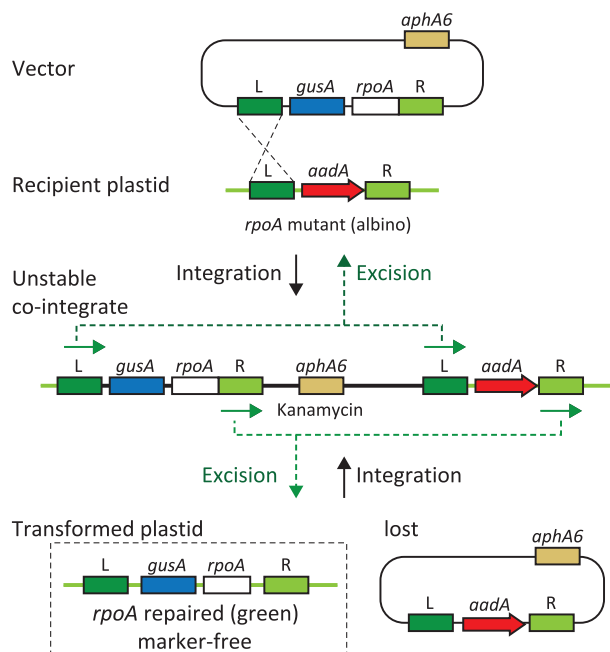 aphA6
Vector
L gusA rpoA R
L aadA R
Recipient plastid
rpoA mutant (albino)
Unstable
co-integrate
Integration Excision
L gusA rpoA R aphA6 L aadA R
Kanamycin
Excision Integration
Transformed plastid lost
aphA6
L gusA rpoA R
rpoA repaired (green)
marker-free
L aadA R